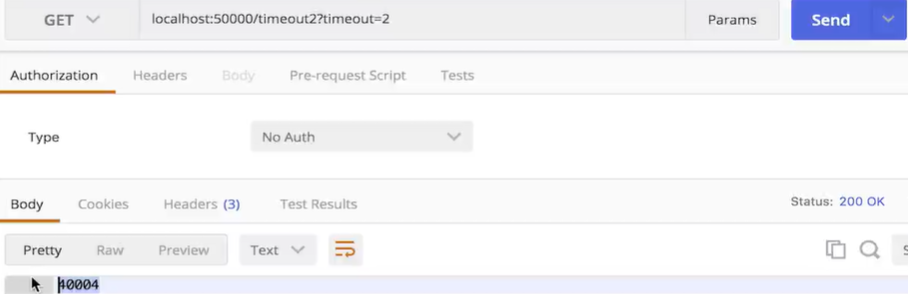 GET localhost:50000/timeout2?timeout=2 Params Send
Authorization Headers Body Pre-request Script Tests
Type No Auth
Body Cookies Headers (3) Test Results Status: 200 OK
Pretty Raw Preview Text
40004